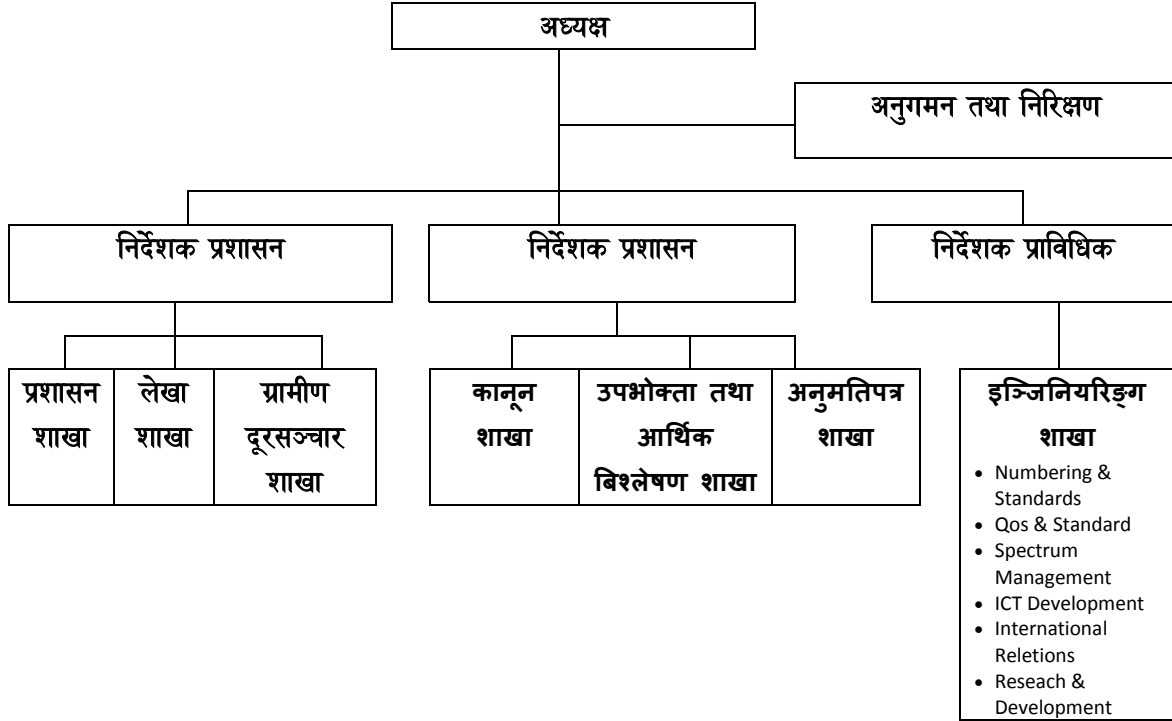 अध्यक्ष
अनुगमन तथा निरिक्षण
निर्देशक प्रशासन
निर्देशक प्रशासन
निर्देशक प्राविधिक
प्रशासन
शाखा
लेखा
शाखा
ग्रामीण
दूरसञ्चार
शाखा
कानून
शाखा
उपभोक्ता तथा
आर्थिक
बिश्लेषण शाखा
अनुमतिपत्र
शाखा
इञ्जिनियरिङ्ग
शाखा
• Numbering &
Standards
• Qos & Standard
• Spectrum
Management
• ICT Development
• International
Reletions
• Reseach &
Development